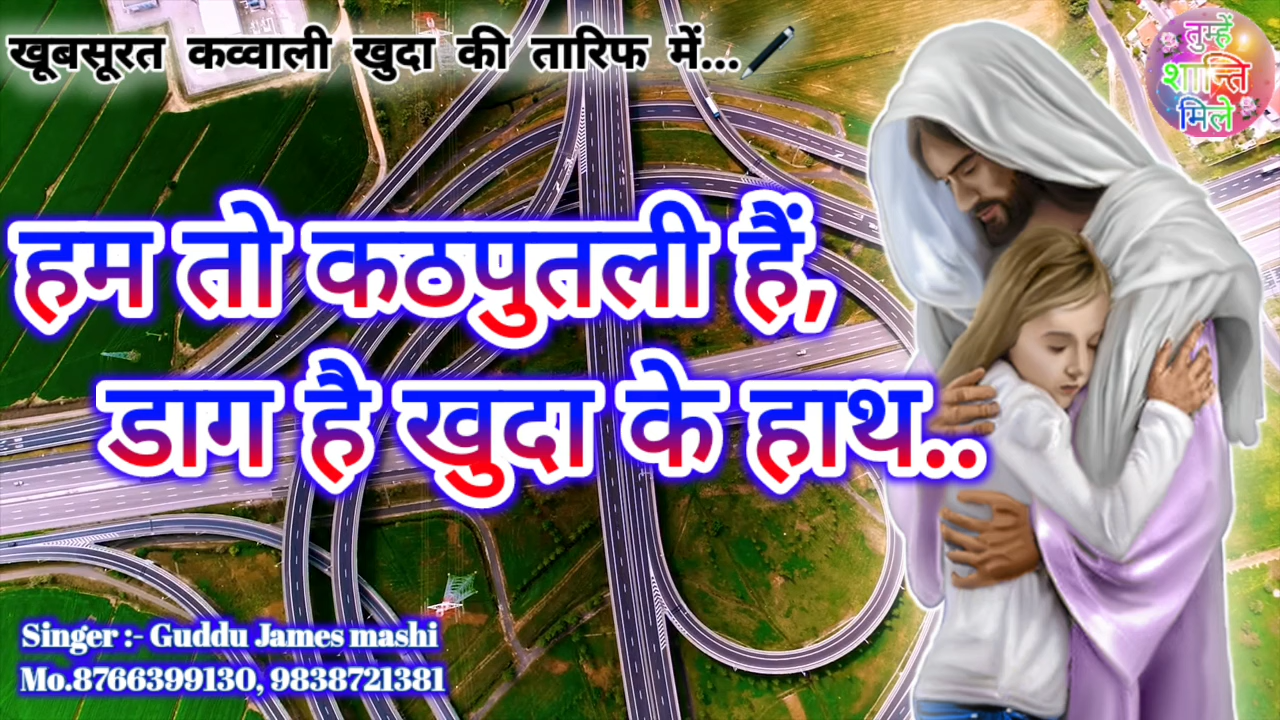 खूबसूरत कव्वाली खुदा की तारिफ में...
तुम्हें
शान्ति
मिले
हम तो कठपुतली हैं,
डाग है खुदा के हाथ..
Singer :- Guddu James mashi
Mo.8766399130, 9838721381